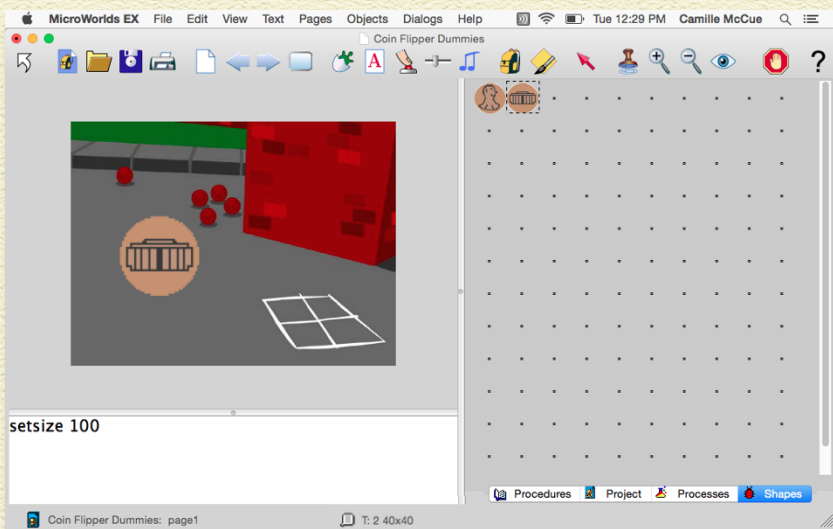 MicroWorlds EX File Edit View Text Pages Objects Dialogs Help Tue 12:29 PM Camille McCue
Coin Flipper Dummies
A ?
setsize 100
Procedures Project Processes Shapes
Coin Flipper Dummies: page1 T: 2 40x40